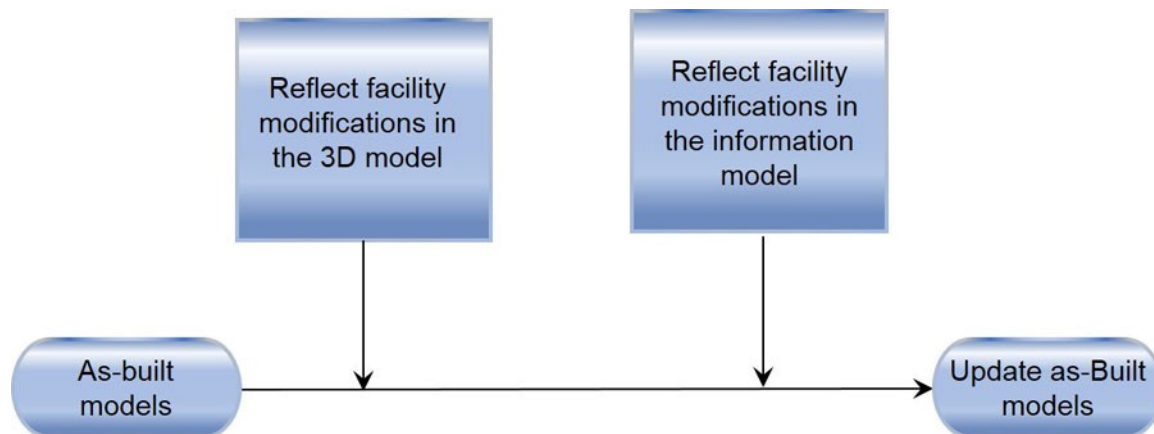 Reflect facility
modifications in
the 3D model
Reflect facility
modifications in
the information
model
As-built
models
Update as-Built
models